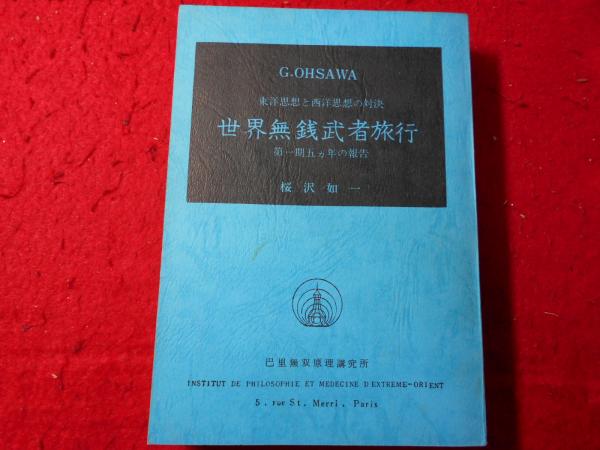 G.OHSAWA
東洋思想と西洋思想の対決
世界無銭武者旅行
第一期五ヵ年の報告
桜沢如一
巴里無双原理講究所
INSTITUT DE PHILOSOPHIE ET MEDECINE D'EXTREME-ORIENT
5, rue St. Merri, Paris